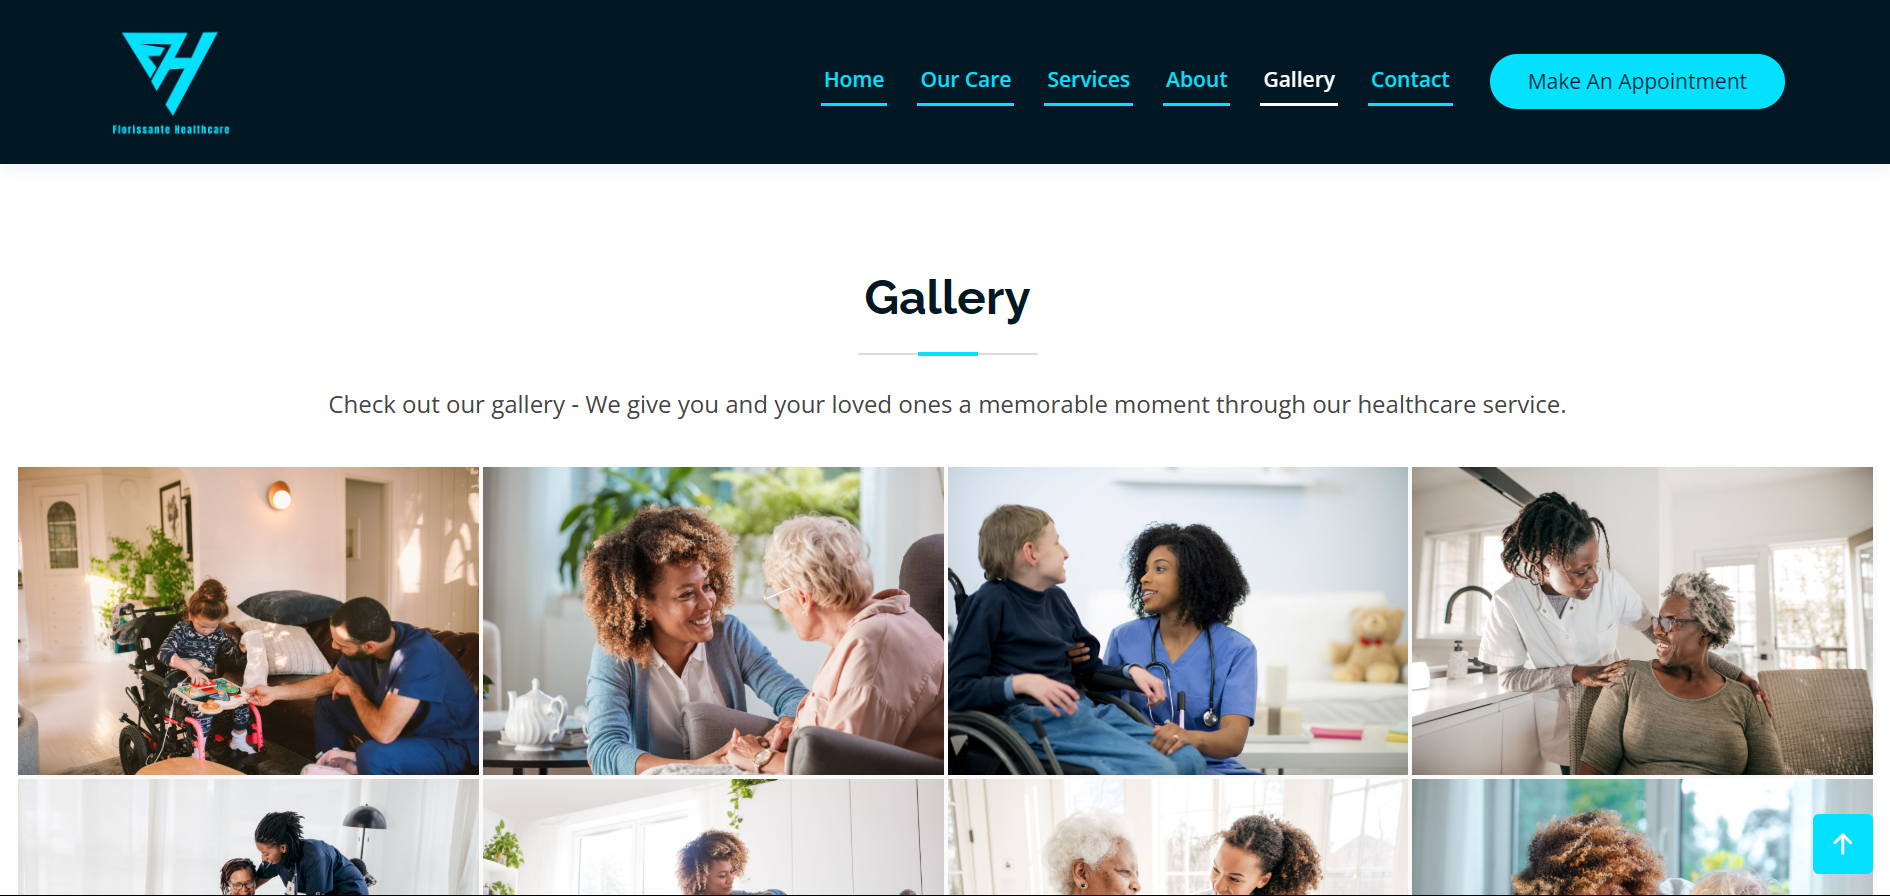 FH
Florissante Healthcare
Home Our Care Services About Gallery Contact Make An Appointment
Gallery
Check out our gallery - We give you and your loved ones a memorable moment through our healthcare service.